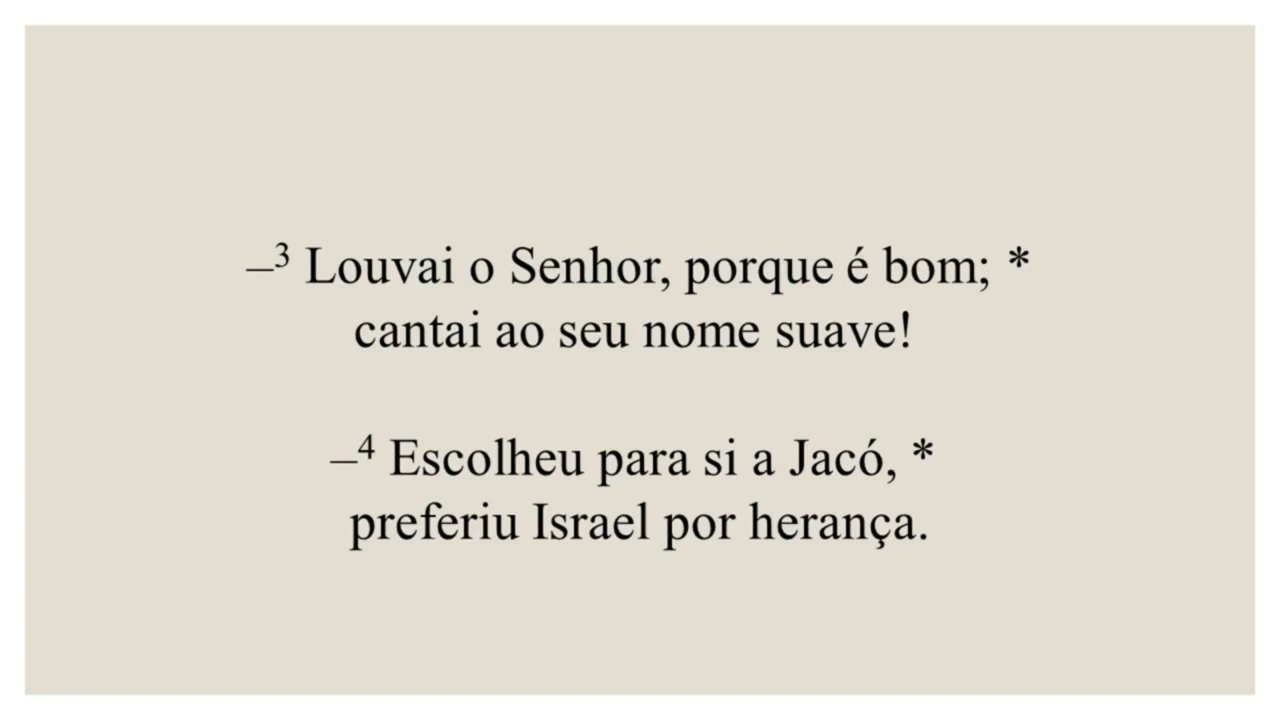 –³ Louvai o Senhor, porque é bom; *
cantai ao seu nome suave!
–⁴ Escolheu para si a Jacó, *
preferiu Israel por herança.